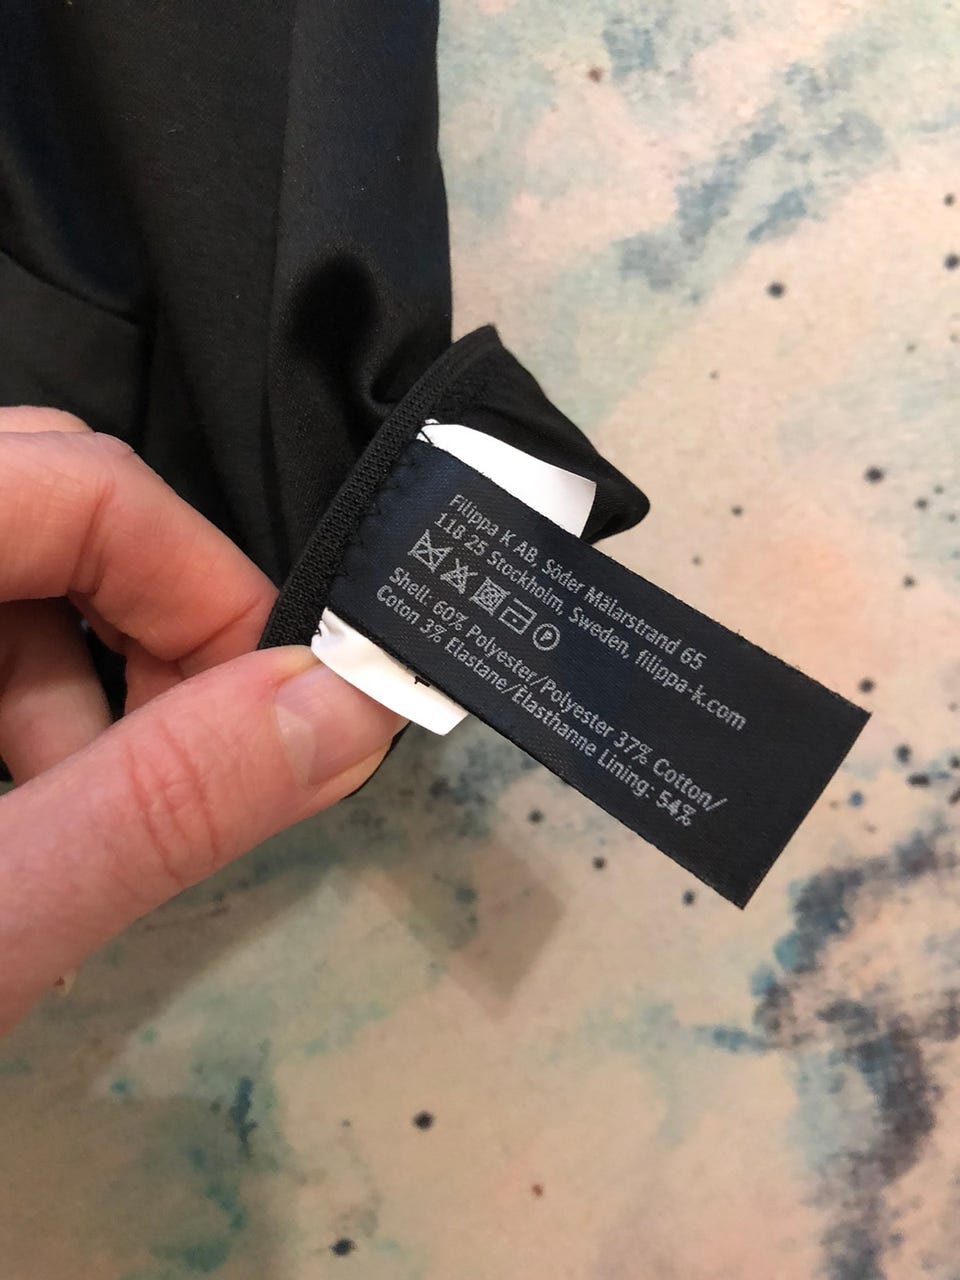 Filippa K AB, Söder Mälarstrand 65
118 25 Stockholm, Sweden, filippa-k.com
P
Shell: 60% Polyester/Polyester 37% Cotton/
Coton 3% Elastane/Elasthanne Lining: 54%